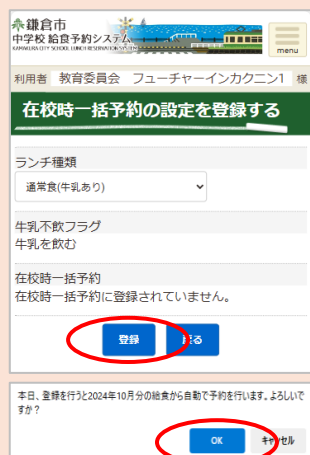 鎌倉市
中学校 給食予約システム
KAMAKURA CITY SCHOOL LUNCH RESERVATION SYSTEM
menu
利用者 教育委員会 フューチャーインカクニン1 様
在校時一括予約の設定を登録する
ランチ種類
通常食(牛乳あり)
牛乳不飲フラグ
牛乳を飲む
在校時一括予約
在校時一括予約に登録されていません。
登録 戻る
本日、登録を行うと2024年10月分の給食から自動で予約を行います。よろしいで
すか？
OK キャンセル